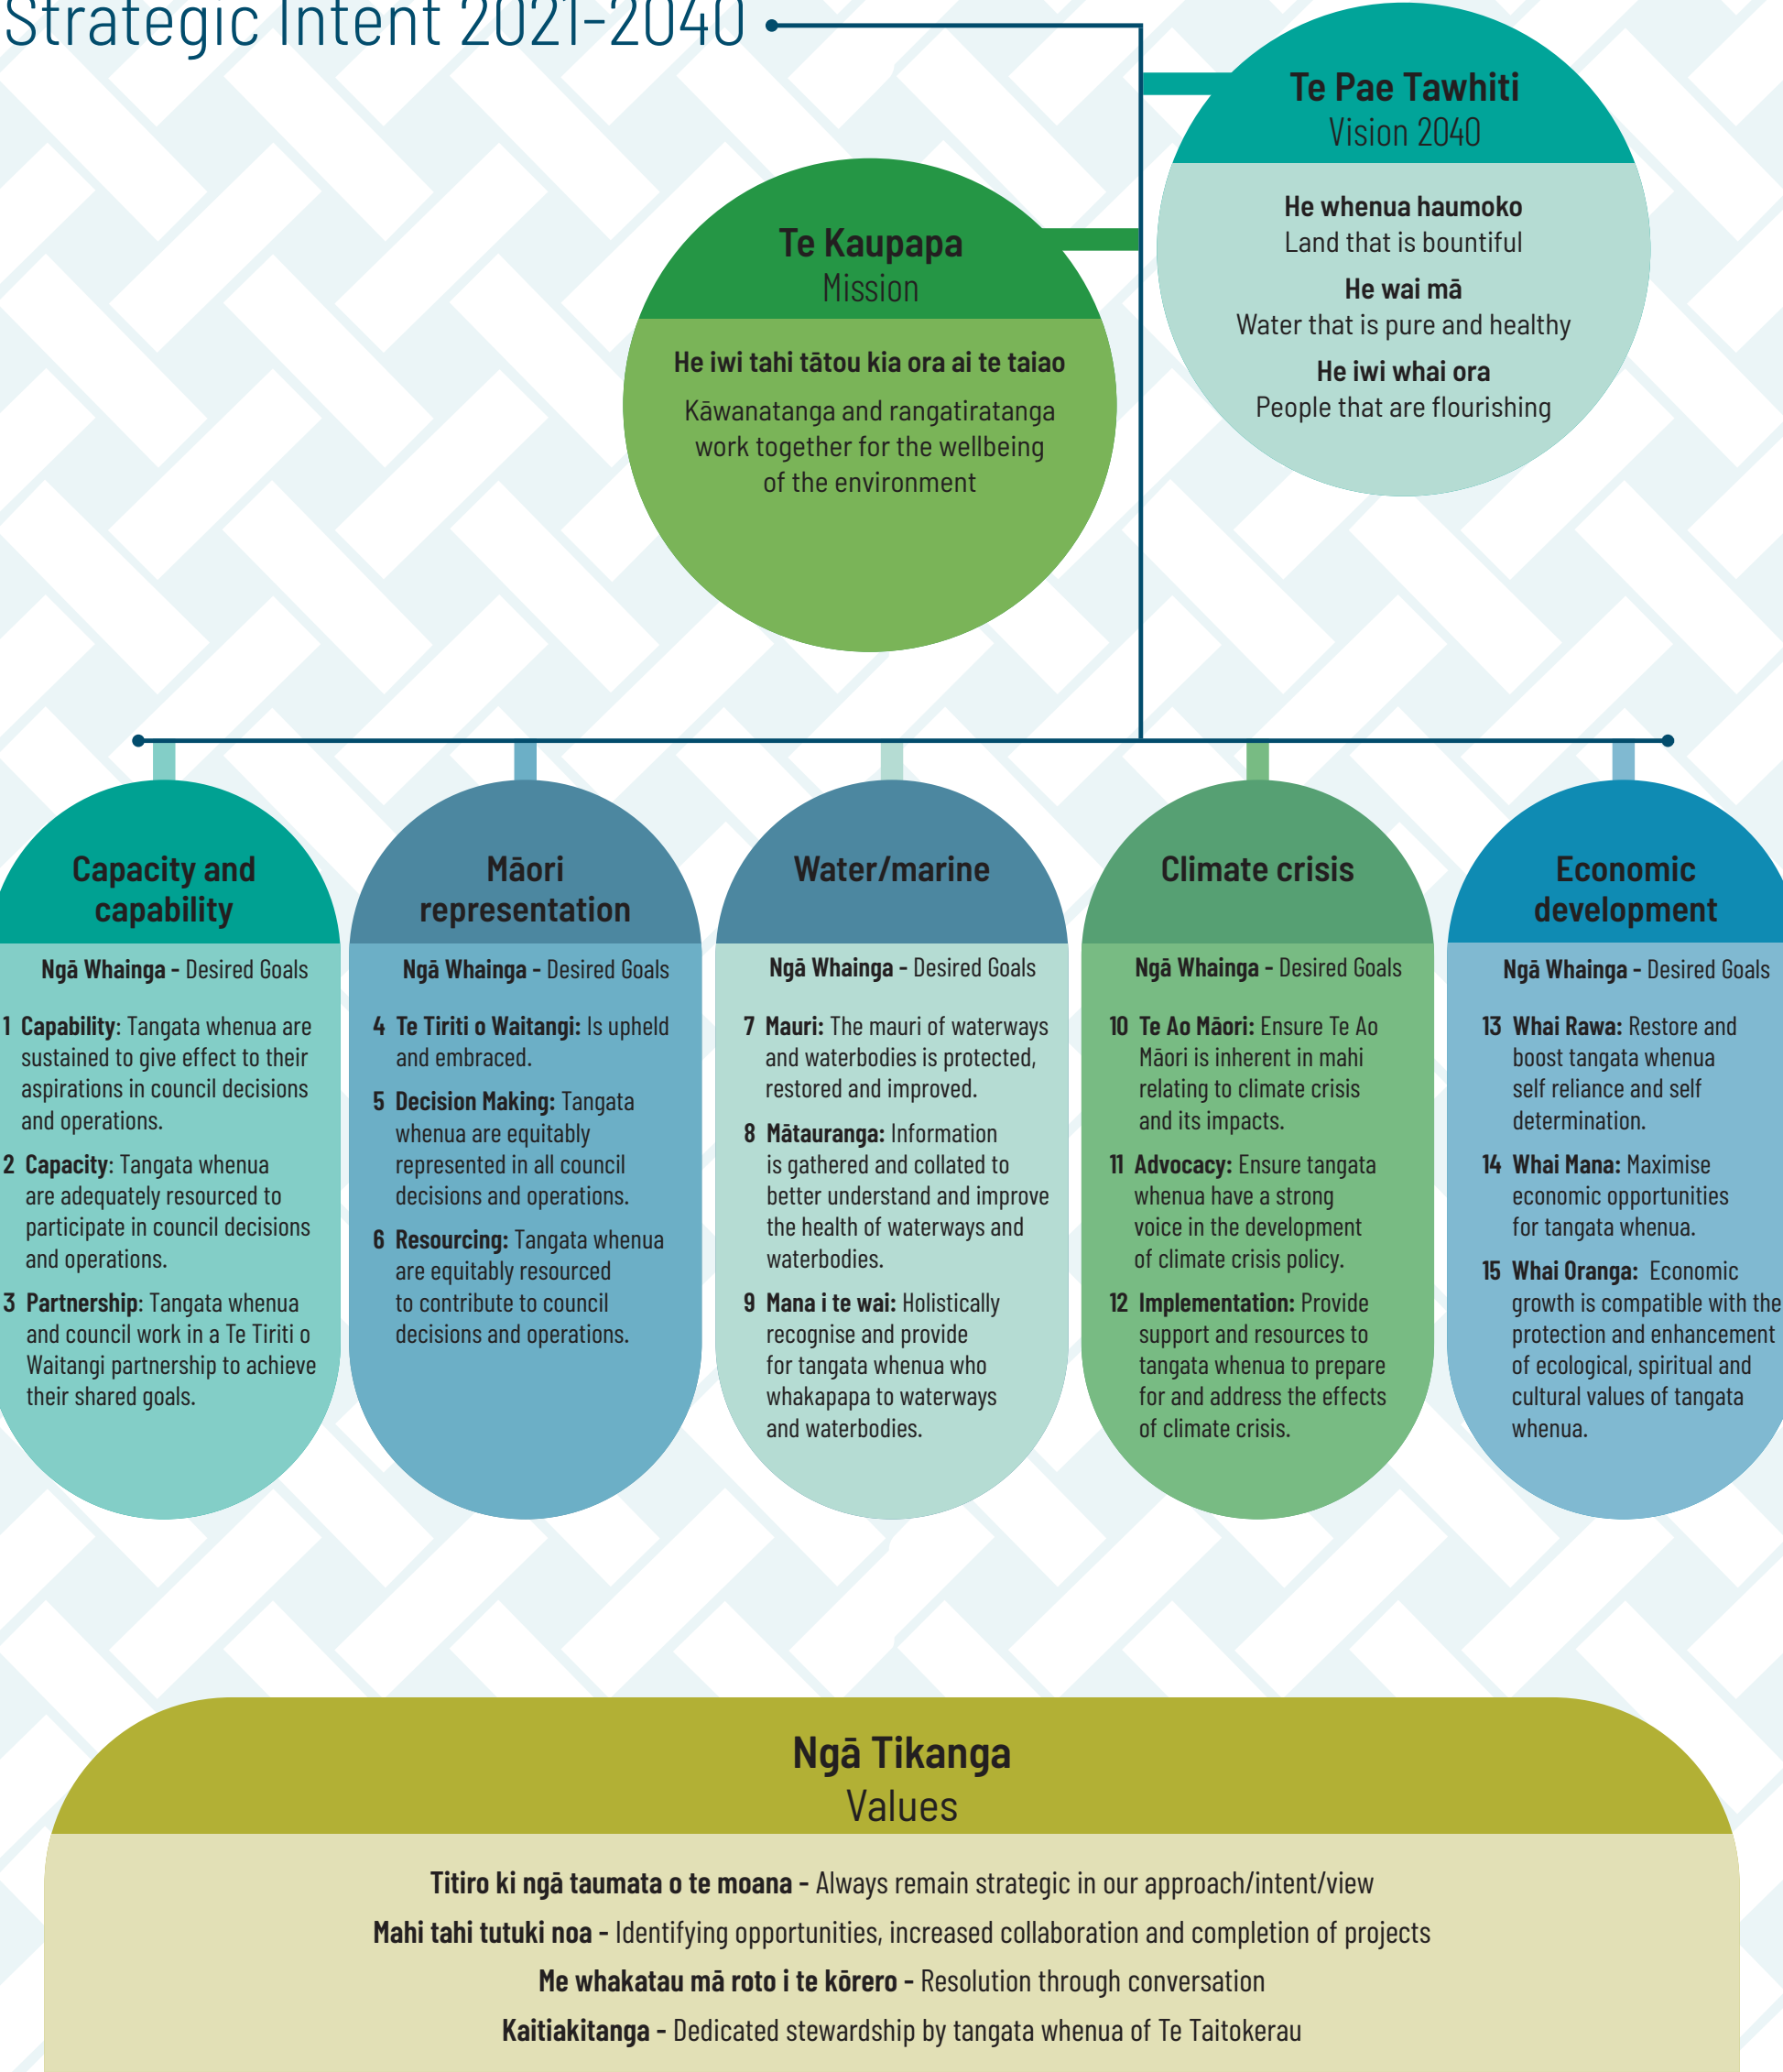 Strategic Intent 2021-2040
Te Pae Tawhiti
Vision 2040
He whenua haumoko
Land that is bountiful
He wai mā
Water that is pure and healthy
He iwi whai ora
People that are flourishing
Te Kaupapa
Mission
He iwi tahi tātou kia ora ai te taiao
Kāwanatanga and rangatiratanga
work together for the wellbeing
of the environment
Capacity and
capability
Ngā Whainga - Desired Goals
1 Capability: Tangata whenua are
sustained to give effect to their
aspirations in council decisions
and operations.
2 Capacity: Tangata whenua
are adequately resourced to
participate in council decisions
and operations.
3 Partnership: Tangata whenua
and council work in a Te Tiriti o
Waitangi partnership to achieve
their shared goals.
Māori
representation
Ngā Whainga - Desired Goals
4 Te Tiriti o Waitangi: Is upheld
and embraced.
5 Decision Making: Tangata
whenua are equitably
represented in all council
decisions and operations.
6 Resourcing: Tangata whenua
are equitably resourced
to contribute to council
decisions and operations.
Water/marine
Ngā Whainga - Desired Goals
7 Mauri: The mauri of waterways
and waterbodies is protected,
restored and improved.
8 Mātauranga: Information
is gathered and collated to
better understand and improve
the health of waterways and
waterbodies.
9 Mana i te wai: Holistically
recognise and provide
for tangata whenua who
whakapapa to waterways
and waterbodies.
Climate crisis
Ngā Whainga - Desired Goals
10 Te Ao Māori: Ensure Te Ao
Māori is inherent in mahi
relating to climate crisis
and its impacts.
11 Advocacy: Ensure tangata
whenua have a strong
voice in the development
of climate crisis policy.
12 Implementation: Provide
support and resources to
tangata whenua to prepare
for and address the effects
of climate crisis.
Economic
development
Ngā Whainga - Desired Goals
13 Whai Rawa: Restore and
boost tangata whenua
self reliance and self
determination.
14 Whai Mana: Maximise
economic opportunities
for tangata whenua.
15 Whai Oranga: Economic
growth is compatible with the
protection and enhancement
of ecological, spiritual and
cultural values of tangata
whenua.
Ngā Tikanga
Values
Titiro ki ngā taumata o te moana - Always remain strategic in our approach/intent/view
Mahi tahi tutuki noa - Identifying opportunities, increased collaboration and completion of projects
Me whakatau mā roto i te kōrero - Resolution through conversation
Kaitiakitanga - Dedicated stewardship by tangata whenua of Te Taitokerau